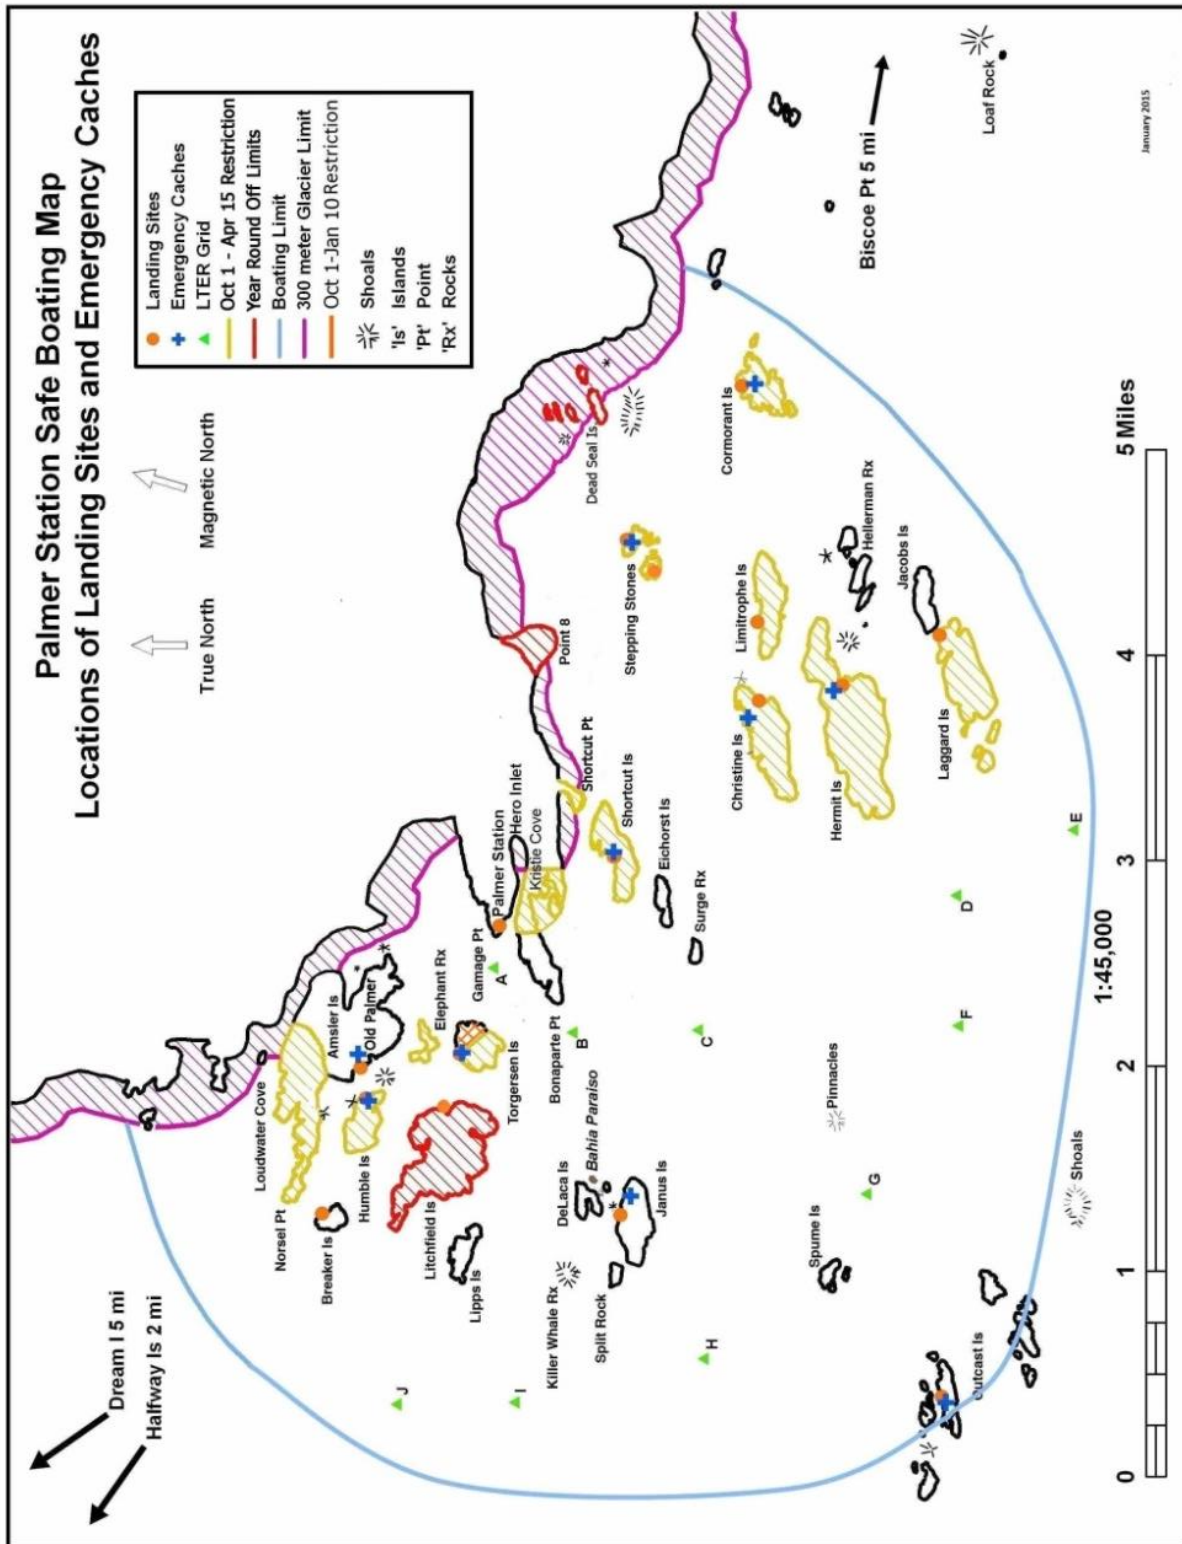 Palmer Station Safe Boating Map
Locations of Landing Sites and Emergency Caches
Dream I 5 mi
Halfway Is 2 mi
True North
Magnetic North
Landing Sites
Emergency Caches
LTER Grid
Oct 1 - Apr 15 Restriction
Year Round Off Limits
Boating Limit
300 meter Glacier Limit
Oct 1-Jan 10 Restriction
Shoals
'Is' Islands
'Pt' Point
'Rx' Rocks
Loudwater Cove
Norsel Pt
Amsler Is
Old Palmer
Breaker Is
Humble Is
Elephant Rx
Litchfield Is
Lipps Is
Torgersen Is
Gamage Pt
Palmer Station
Hero Inlet
Kristie Cove
Bonaparte Pt
Shortcut Pt
Shortcut Is
Point 8
Dead Seal Is
Stepping Stones
Cormorant Is
Eichorst Is
Surge Rx
DeLaca Is
Bahia Paraiso
Janus Is
Killer Whale Rx
Split Rock
Christine Is
Limitrophe Is
Hermit Is
Hellerman Rx
Jacobs Is
Laggard Is
Pinnacles
Spume Is
Outcast Is
Shoals
Biscoe Pt 5 mi
Loaf Rock
A
B
C
D
E
F
G
H
I
J
1:45,000
0
1
2
3
4
5 Miles
January 2015